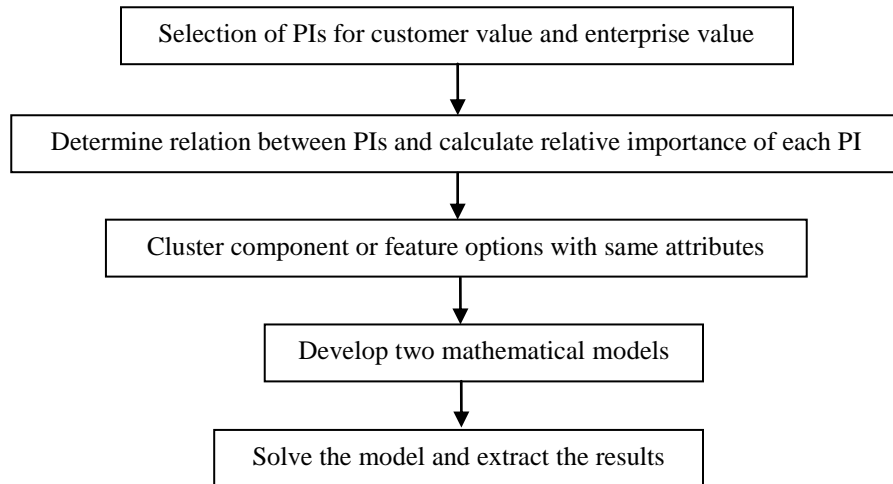 Selection of PIs for customer value and enterprise value
Determine relation between PIs and calculate relative importance of each PI
Cluster component or feature options with same attributes
Develop two mathematical models
Solve the model and extract the results